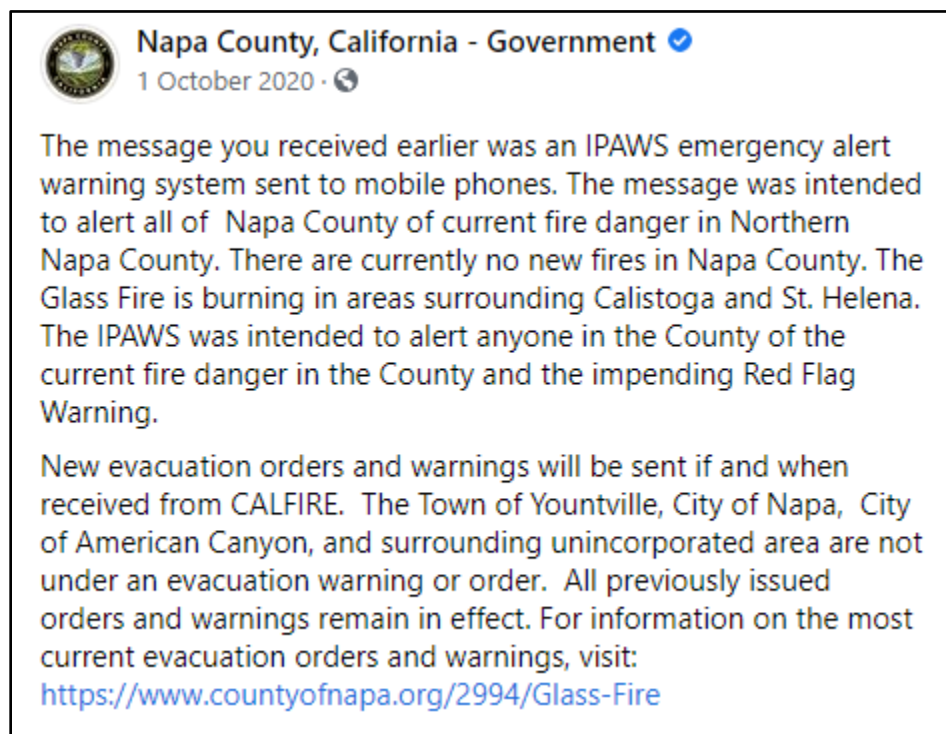 Napa County, California - Government
1 October 2020 ·
The message you received earlier was an IPAWS emergency alert
warning system sent to mobile phones. The message was intended
to alert all of  Napa County of current fire danger in Northern
Napa County. There are currently no new fires in Napa County. The
Glass Fire is burning in areas surrounding Calistoga and St. Helena.
The IPAWS was intended to alert anyone in the County of the
current fire danger in the County and the impending Red Flag
Warning.
New evacuation orders and warnings will be sent if and when
received from CALFIRE.  The Town of Yountville, City of Napa,  City
of American Canyon, and surrounding unincorporated area are not
under an evacuation warning or order.  All previously issued
orders and warnings remain in effect. For information on the most
current evacuation orders and warnings, visit:
https://www.countyofnapa.org/2994/Glass-Fire